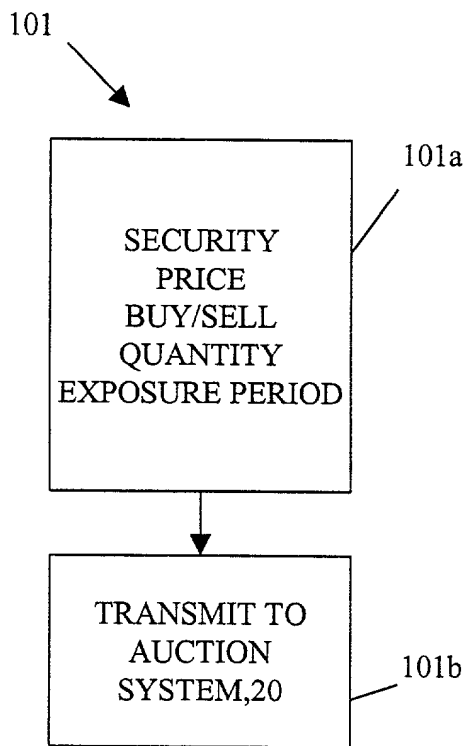 101
101a
SECURITY
PRICE
BUY/SELL
QUANTITY
EXPOSURE PERIOD
TRANSMIT TO
AUCTION
SYSTEM,20
101b